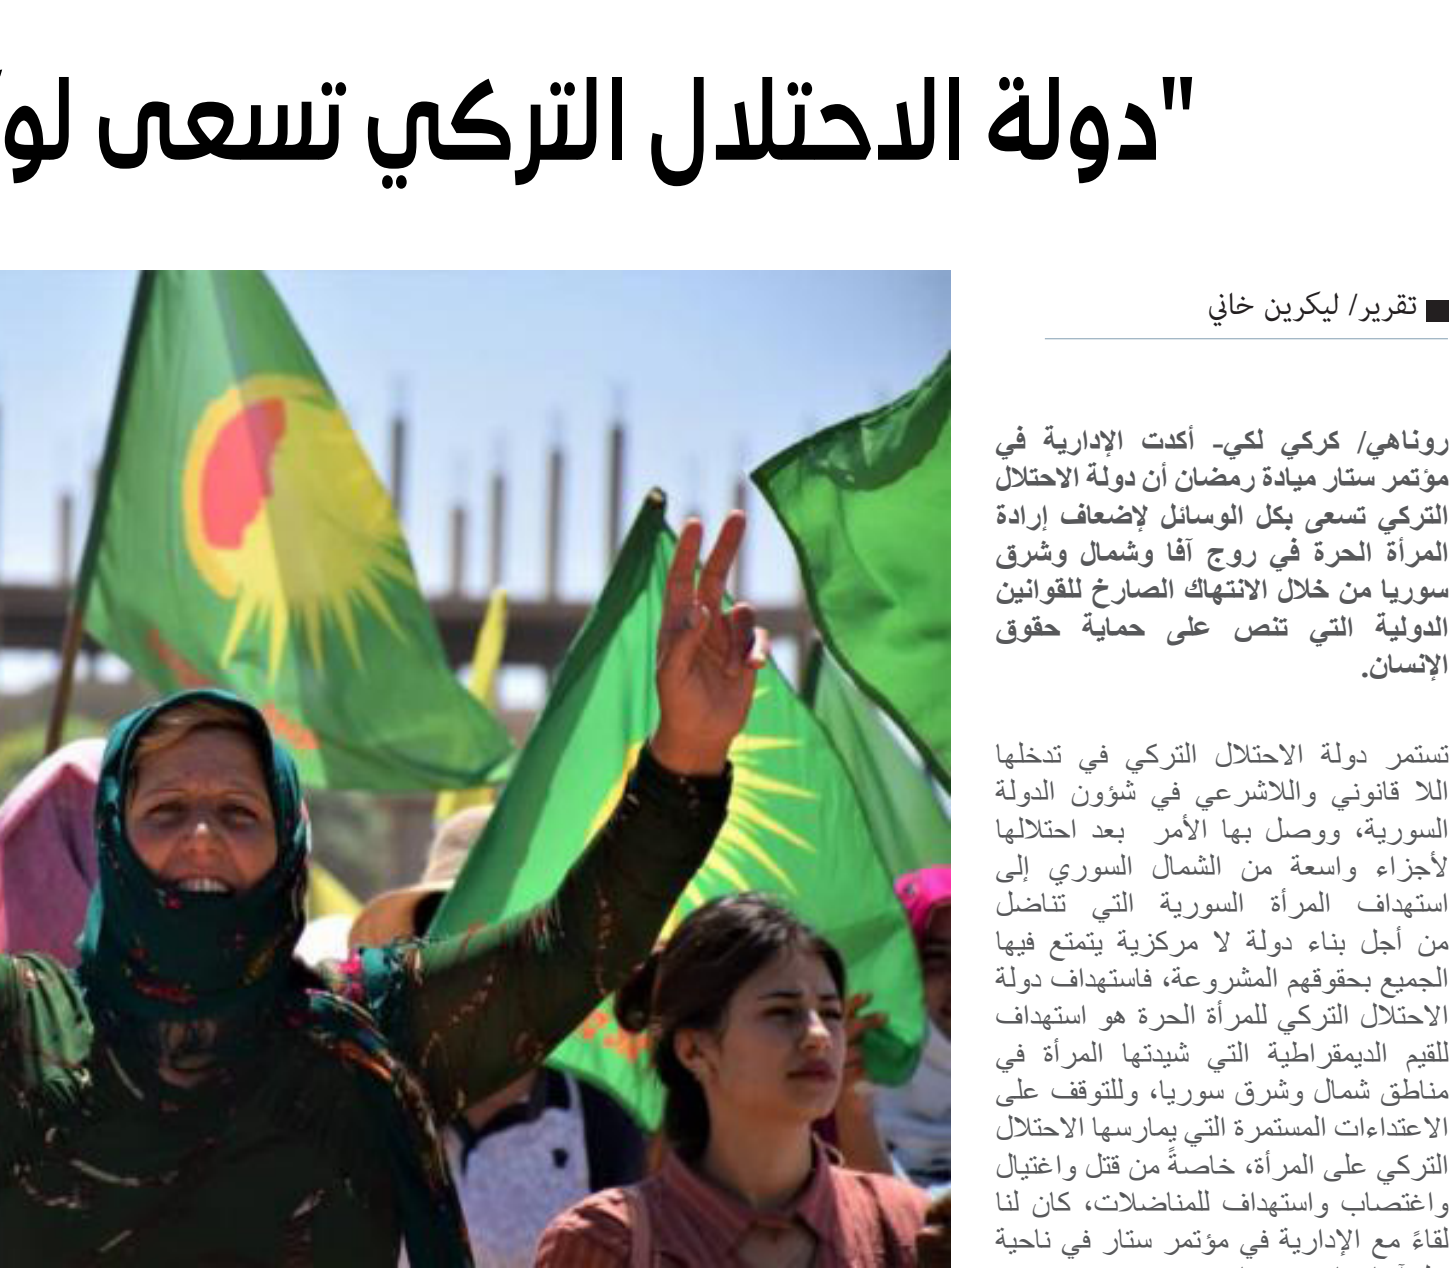 "دولة الاحتلال التركي تسعى
تقرير/ ليكرين خاني
روناهي/ كركي لكي- أكدت الإدارية في
مؤتمر ستار ميادة رمضان أن دولة الاحتلال
التركي تسعى بكل الوسائل لإضعاف إرادة
المرأة الحرة في روج آفا وشمال وشرق
سوريا من خلال الانتهاك الصارخ للقوانين
الدولية التي تنص على حماية حقوق
الإنسان.
تستمر دولة الاحتلال التركي في تدخلها
اللا قانوني واللاشرعي في شؤون الدولة
السورية، ووصل بها الأمر بعد احتلالها
لأجزاء واسعة من الشمال السوري إلى
استهداف المرأة السورية التي تناضل
من أجل بناء دولة لا مركزية يتمتع فيها
الجميع بحقوقهم المشروعة، فاستهداف دولة
الاحتلال التركي للمرأة الحرة هو استهداف
للقيم الديمقراطية التي شيدتها المرأة في
مناطق شمال وشرق سوريا، وللتوقف على
الاعتداءات المستمرة التي يمارسها الاحتلال
التركي على المرأة، خاصةً من قتل واغتيال
واغتصاب واستهداف للمناضلات، كان لنا
لقاءً مع الإدارية في مؤتمر ستار في ناحية